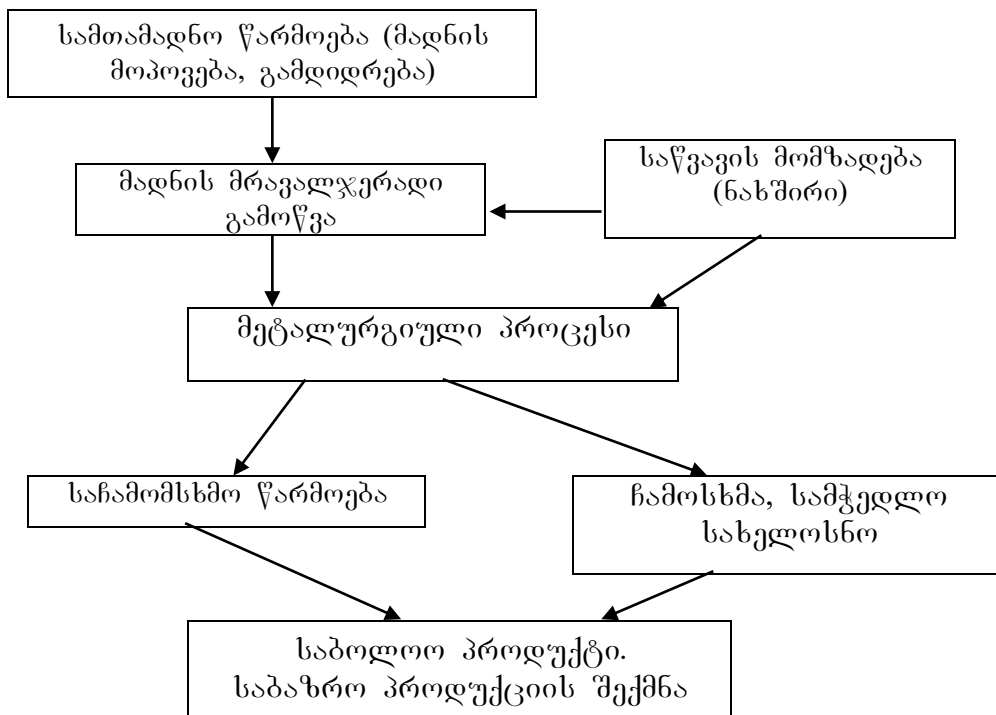 სამთამადნო წარმოება (მადნის
მოპოვება, გამდიდრება)
საწვავის მომზადება
(ნახშირი)
მადნის მრავალჯერადი
გამოწვა
მეტალურგიული პროცესი
საჩამომსხმო წარმოება
ჩამოსხმა, სამჭედლო
სახელოსნო
საბოლოო პროდუქტი.
საბაზრო პროდუქციის შექმნა